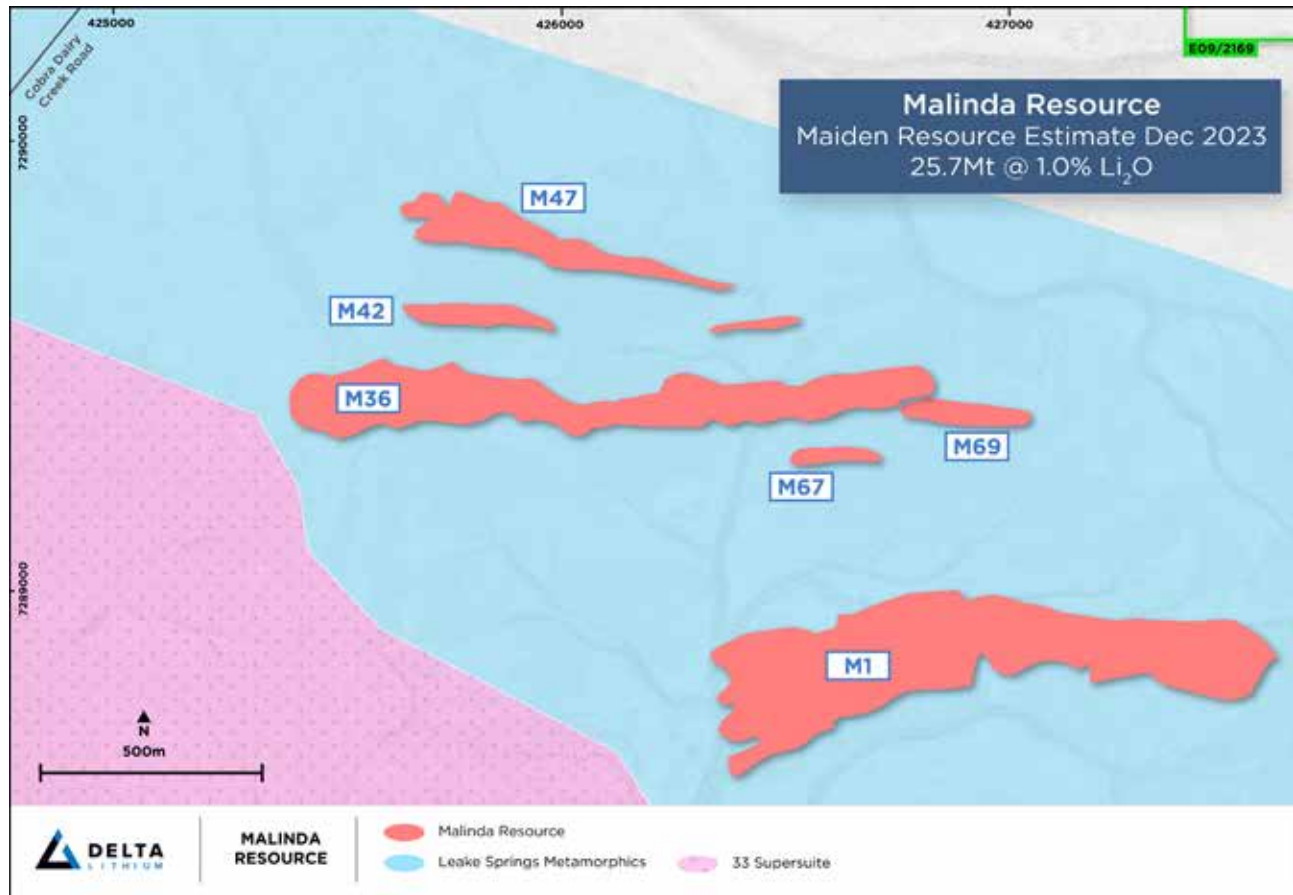 425000
426000
427000
Cobra Dairy
Creek Road
E09/2169
Malinda Resource
Maiden Resource Estimate Dec 2023
25.7Mt @ 1.0% Li₂O
7290000
M47
M42
M36
M69
M67
7289000
M1
N
500m
DELTA
LITHIUM
MALINDA
RESOURCE
Malinda Resource
Leake Springs Metamorphics
33 Supersuite